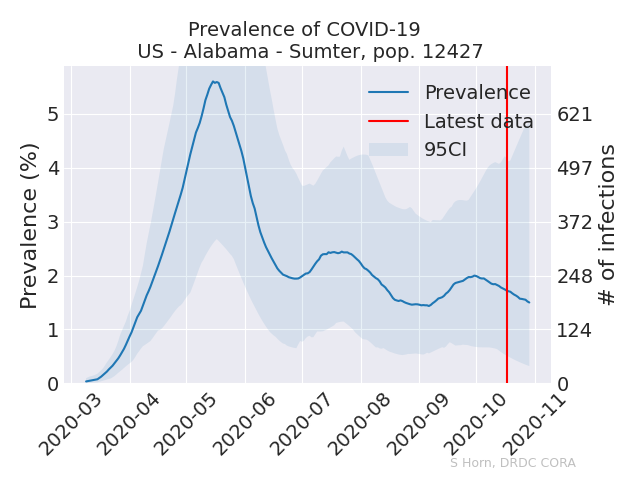 Prevalence of COVID-19
US - Alabama - Sumter, pop. 12427
Prevalence (%)
5
4
3
2
1
0
Prevalence
Latest data
95CI
621
497
372
248
124
0
# of infections
2020-03
2020-04
2020-05
2020-06
2020-07
2020-08
2020-09
2020-10
2020-11
S Horn, DRDC CORA